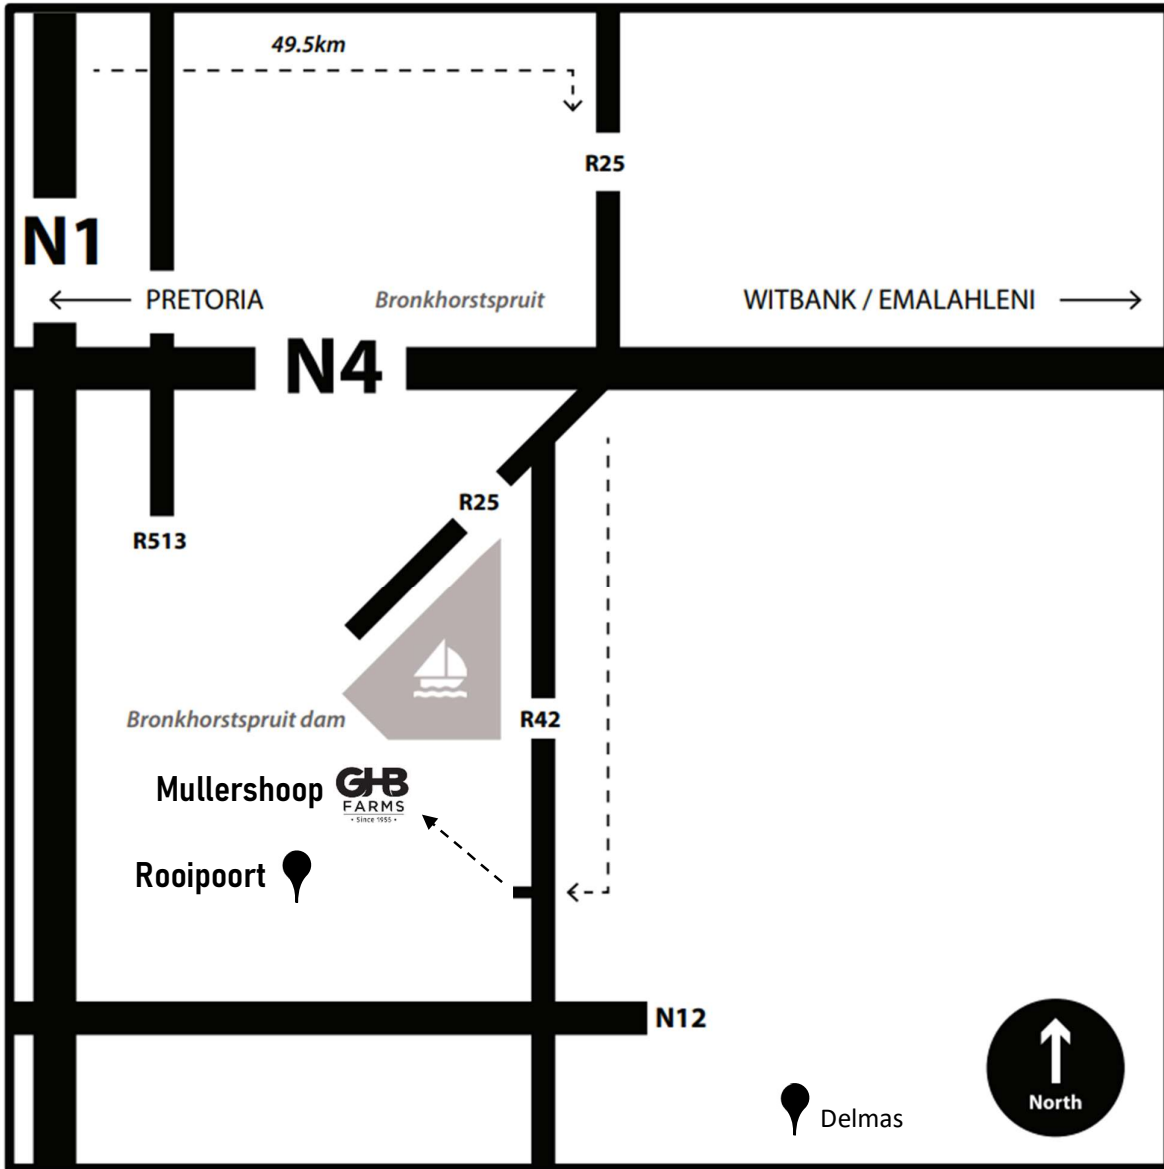 49.5km
R25
N1
PRETORIA
Bronkhorstspruit
WITBANK / EMALAHLENI
N4
R25
R513
Bronkhorstspruit dam
R42
Mullershoop
GHB
FARMS
• Since 1955 •
Rooipoort
N12
North
Delmas